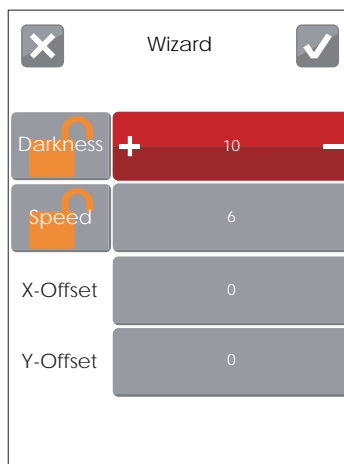 Wizard
Darkness
+ 10 −
Speed
6
X-Offset
0
Y-Offset
0